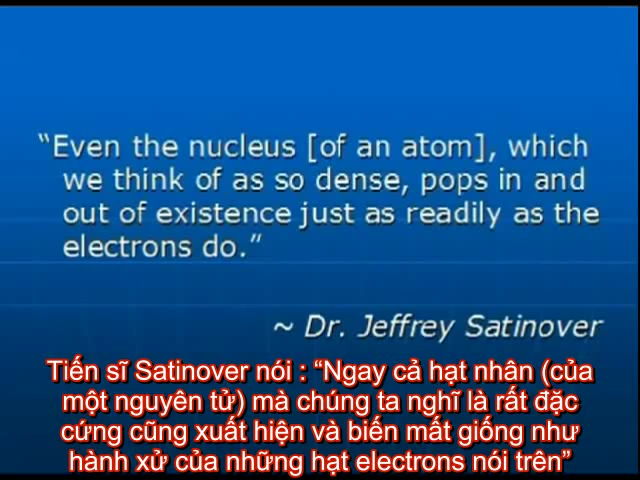 “Even the nucleus [of an atom], which
we think of as so dense, pops in and
out of existence just as readily as the
electrons do.”
~ Dr. Jeffrey Satinover
Tiến sĩ Satinover nói : “Ngay cả hạt nhân (của
một nguyên tử) mà chúng ta nghĩ là rất đặc
cứng cũng xuất hiện và biến mất giống như
hành xử của những hạt electrons nói trên”